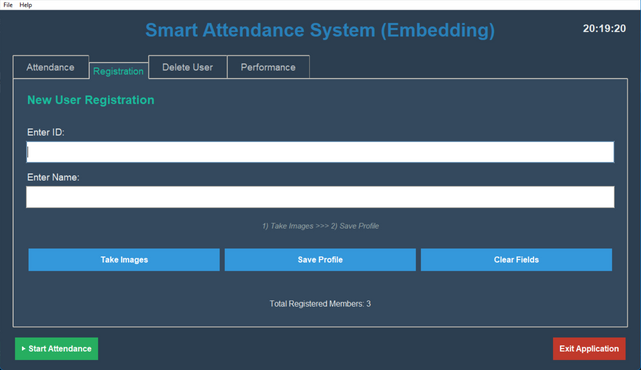 File Help
Smart Attendance System (Embedding)
20:19:20
Attendance Registration Delete User Performance
New User Registration
Enter ID:
Enter Name:
1) Take Images >>> 2) Save Profile
Take Images Save Profile Clear Fields
Total Registered Members: 3
Start Attendance Exit Application